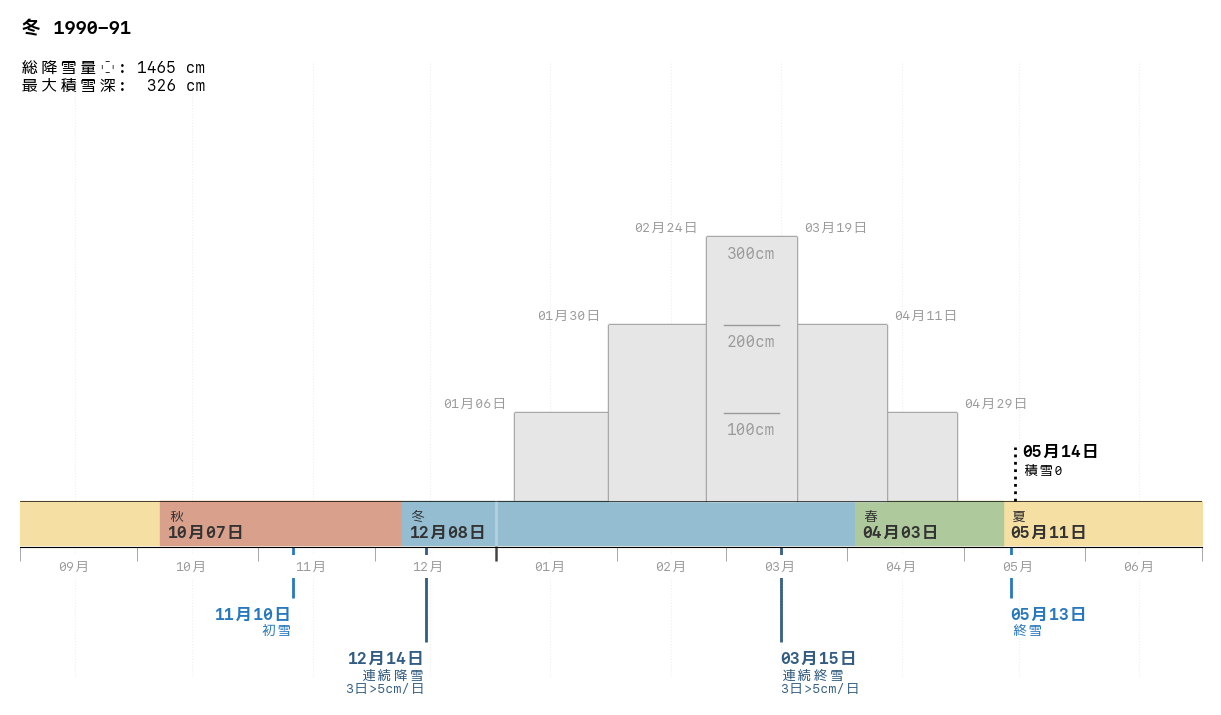 冬 1990–91
総降雪量◌: 1465 cm
最大積雪深: 326 cm
02月24日 03月19日
300cm
01月30日 04月11日
200cm
01月06日 04月29日
100cm
05月14日
積雪0
秋 冬 春 夏
10月07日 12月08日 04月03日 05月11日
09月 10月 11月 12月 01月 02月 03月 04月 05月 06月
11月10日 05月13日
初雪 終雪
12月14日 03月15日
連続降雪 連続終雪
3日>5cm/日 3日>5cm/日